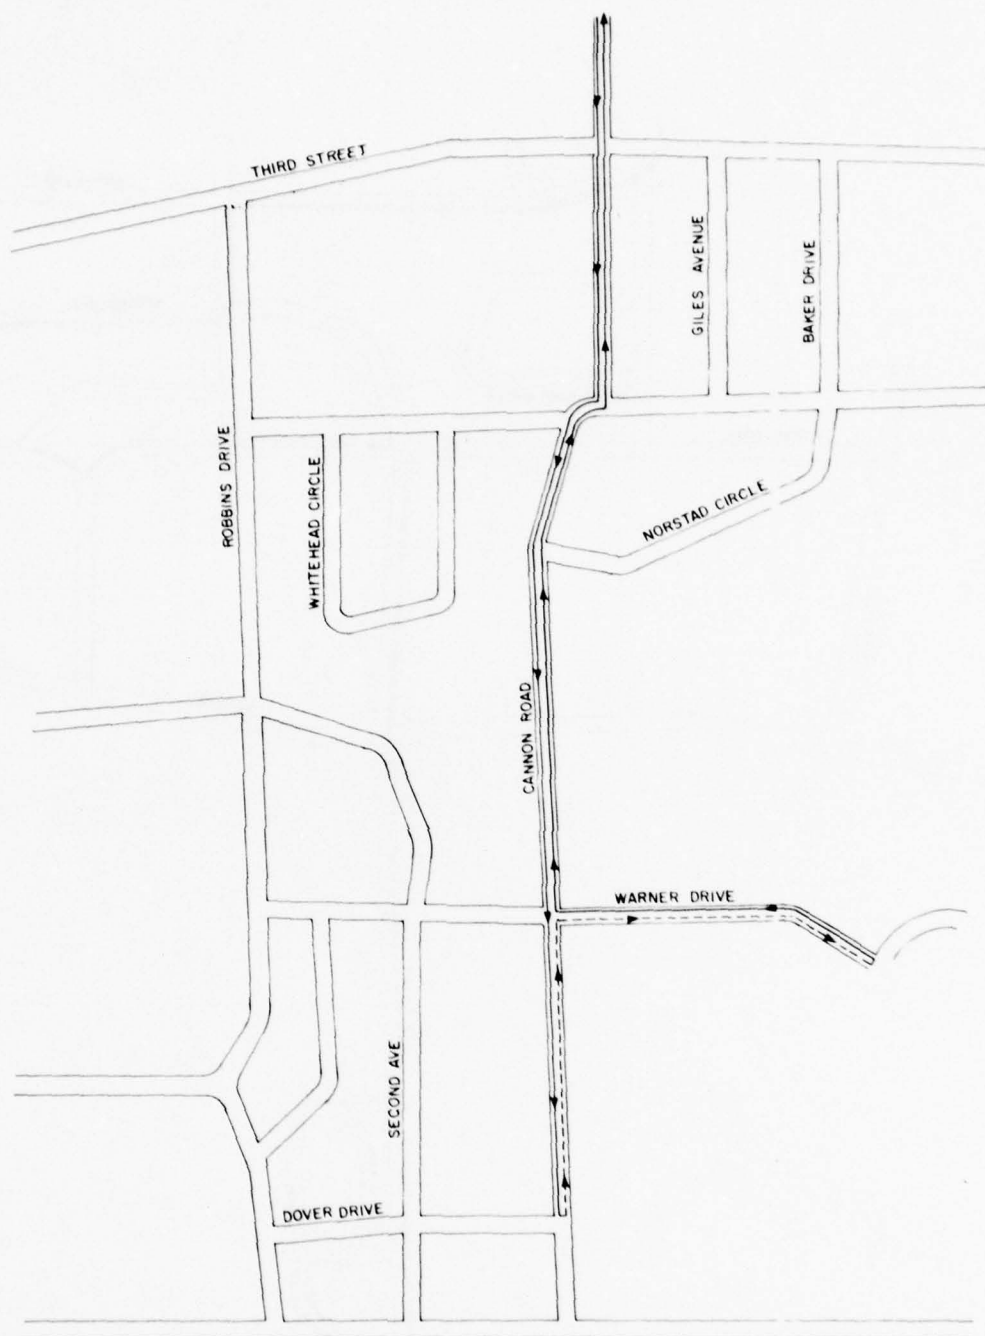 THIRD STREET
GILES AVENUE
BAKER DRIVE
ROBBINS DRIVE
WHITEHEAD CIRCLE
NORSTAD CIRCLE
CANNON ROAD
WARNER DRIVE
SECOND AVE
DOVER DRIVE